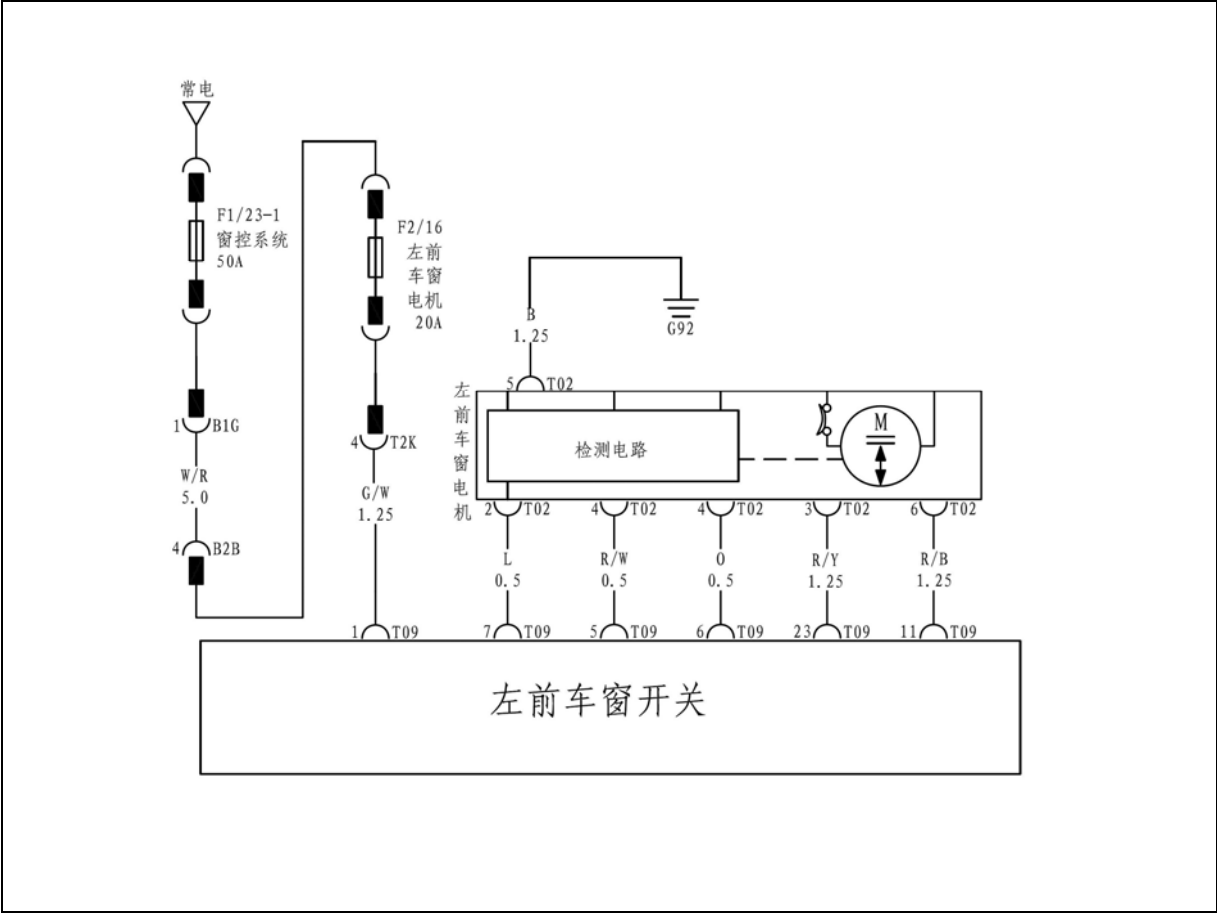 常电
F1/23-1
窗控系统
50A
F2/16
左前
车窗
电机
20A
B
1.25
G92
5 T02
1 B1G
4 T2K
左前车窗电机
检测电路
M
W/R
5.0
G/W
1.25
2 T02
4 T02
4 T02
3 T02
6 T02
4 B2B
L
0.5
R/W
0.5
O
0.5
R/Y
1.25
R/B
1.25
1 T09
7 T09
5 T09
6 T09
23 T09
11 T09
左前车窗开关